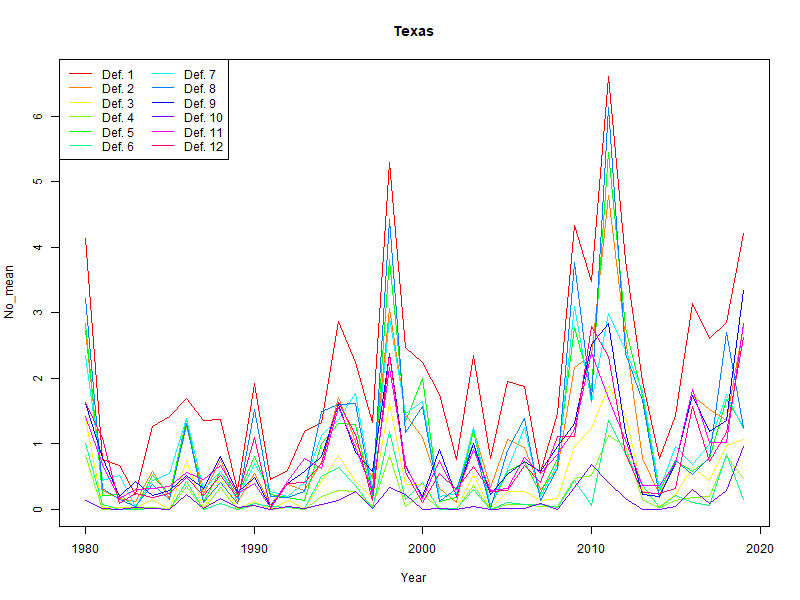 Texas
Def. 1 Def. 7
Def. 2 Def. 8
Def. 3 Def. 9
Def. 4 Def. 10
Def. 5 Def. 11
Def. 6 Def. 12
No_mean
6
5
4
3
2
1
0
1980 1990 2000 2010 2020
Year